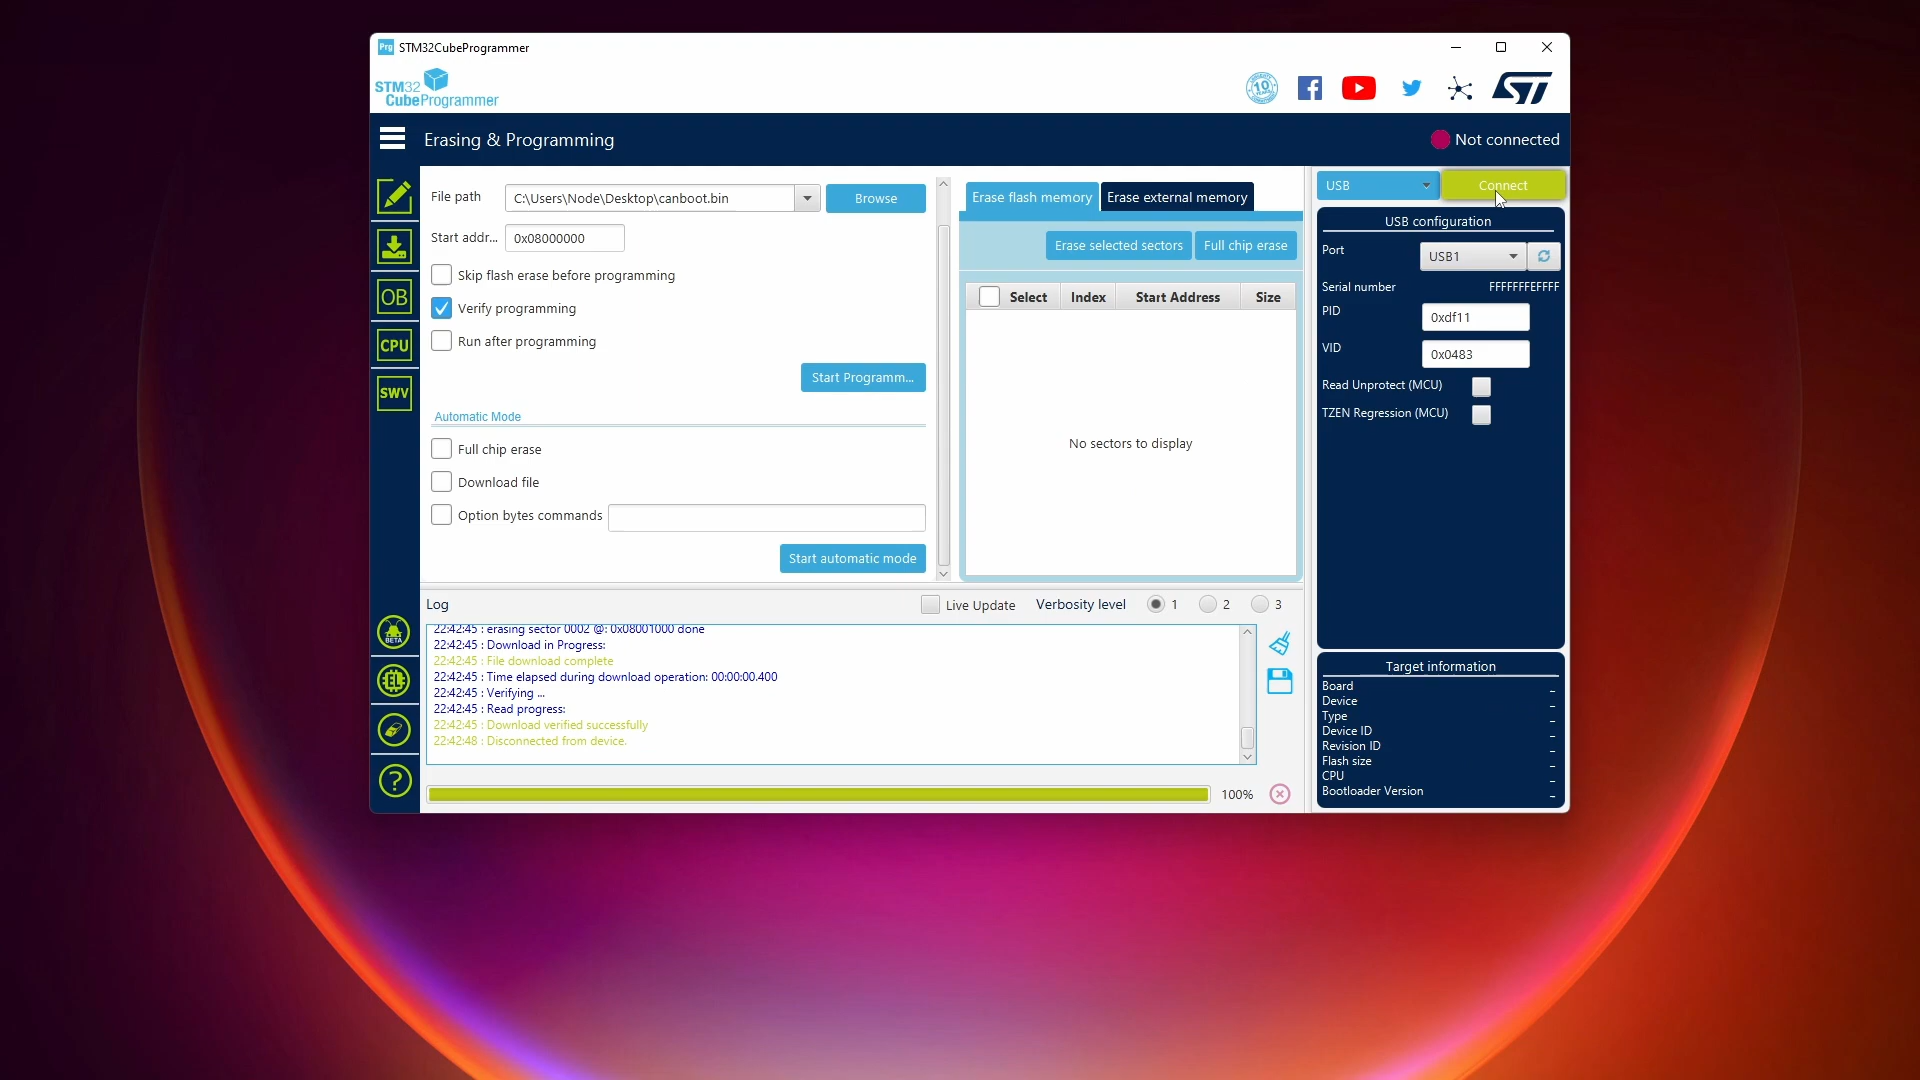 Prg STM32CubeProgrammer
STM32
CubeProgrammer
10
ST
Erasing & Programming
Not connected
File path
C:\Users\Node\Desktop\canboot.bin
Browse
Start addr...
0x08000000
Skip flash erase before programming
Verify programming
Run after programming
Start Programm...
Automatic Mode
Full chip erase
Download file
Option bytes commands
Start automatic mode
OB
CPU
SWV
BETA
?
Erase flash memory
Erase external memory
Erase selected sectors
Full chip erase
Select Index Start Address Size
No sectors to display
USB
Connect
USB configuration
Port USB1
Serial number FFFFFFFEFFFF
PID 0xdf11
VID 0x0483
Read Unprotect (MCU)
TZEN Regression (MCU)
Log
Live Update Verbosity level 1 2 3
22:42:45 : erasing sector 0002 @: 0x08001000 done
22:42:45 : Download in Progress:
22:42:45 : File download complete
22:42:45 : Time elapsed during download operation: 00:00:00.400
22:42:45 : Verifying ...
22:42:45 : Read progress:
22:42:45 : Download verified successfully
22:42:48 : Disconnected from device.
100%
Target information
Board –
Device –
Type –
Device ID –
Revision ID –
Flash size –
CPU –
Bootloader Version –